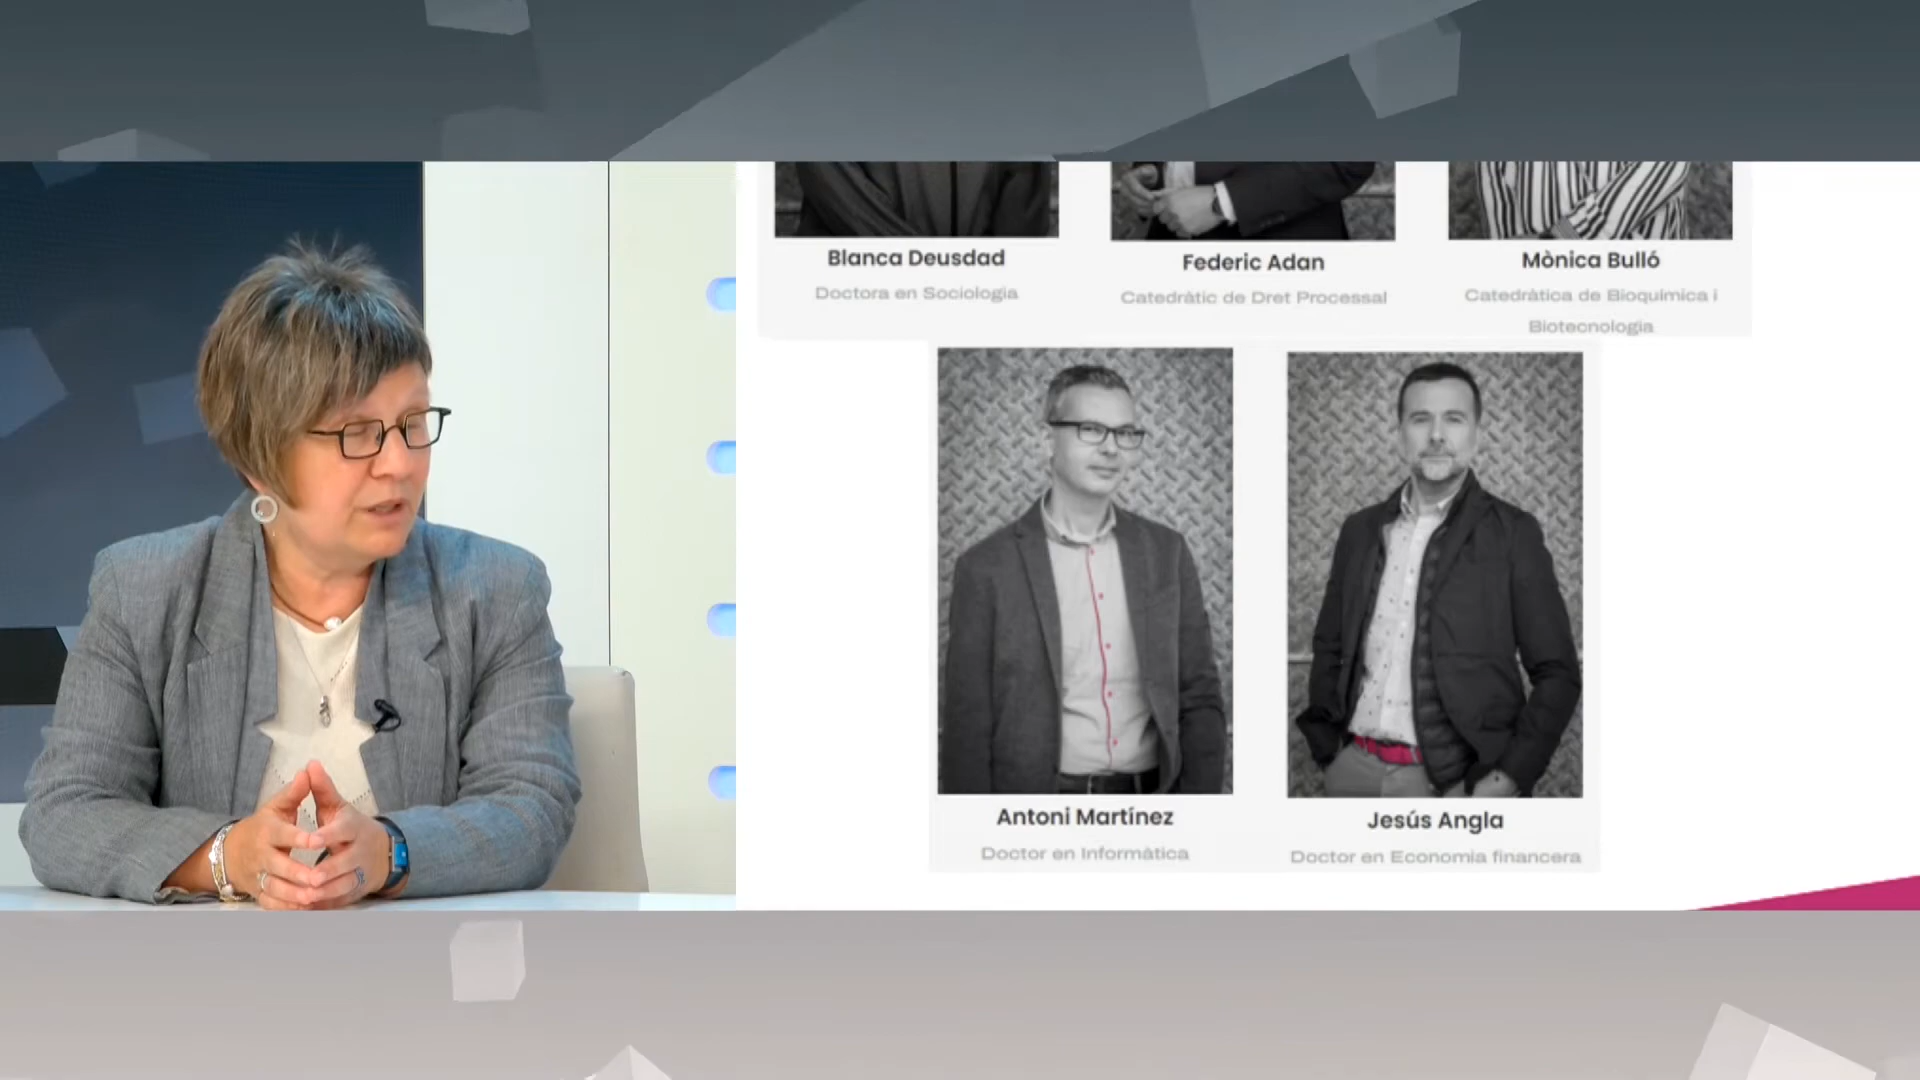 Blanca Deusdad
Doctora en Sociologia
Federic Adan
Catedràtic de Dret Processal
Mònica Bulló
Catedràtica de Bioquímica i
Biotecnologia
Antoni Martínez
Doctor en Informàtica
Jesús Angla
Doctor en Economia financera